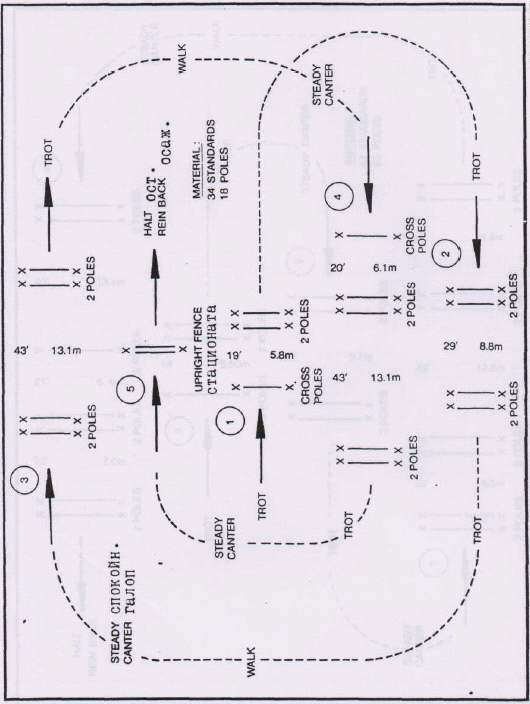 WALK
TROT
STEADY
CANTER
TROT
HALT ОСТ.
REIN BACK осаж.
MATERIAL:
34 STANDARDS
18 POLES
4
CROSS
POLES
20' 6.1m
2
2 POLES
43' 13.1m
UPRIGHT FENCE
стационата
2 POLES
19' 5.8m
2 POLES
2 POLES
29' 8.8m
5
CROSS
POLES
43' 13.1m
2 POLES
2 POLES
1
2 POLES
3
TROT
STEADY
CANTER
TROT
TROT
STEADY СПОКОЙН.
CANTER галоп
WALK